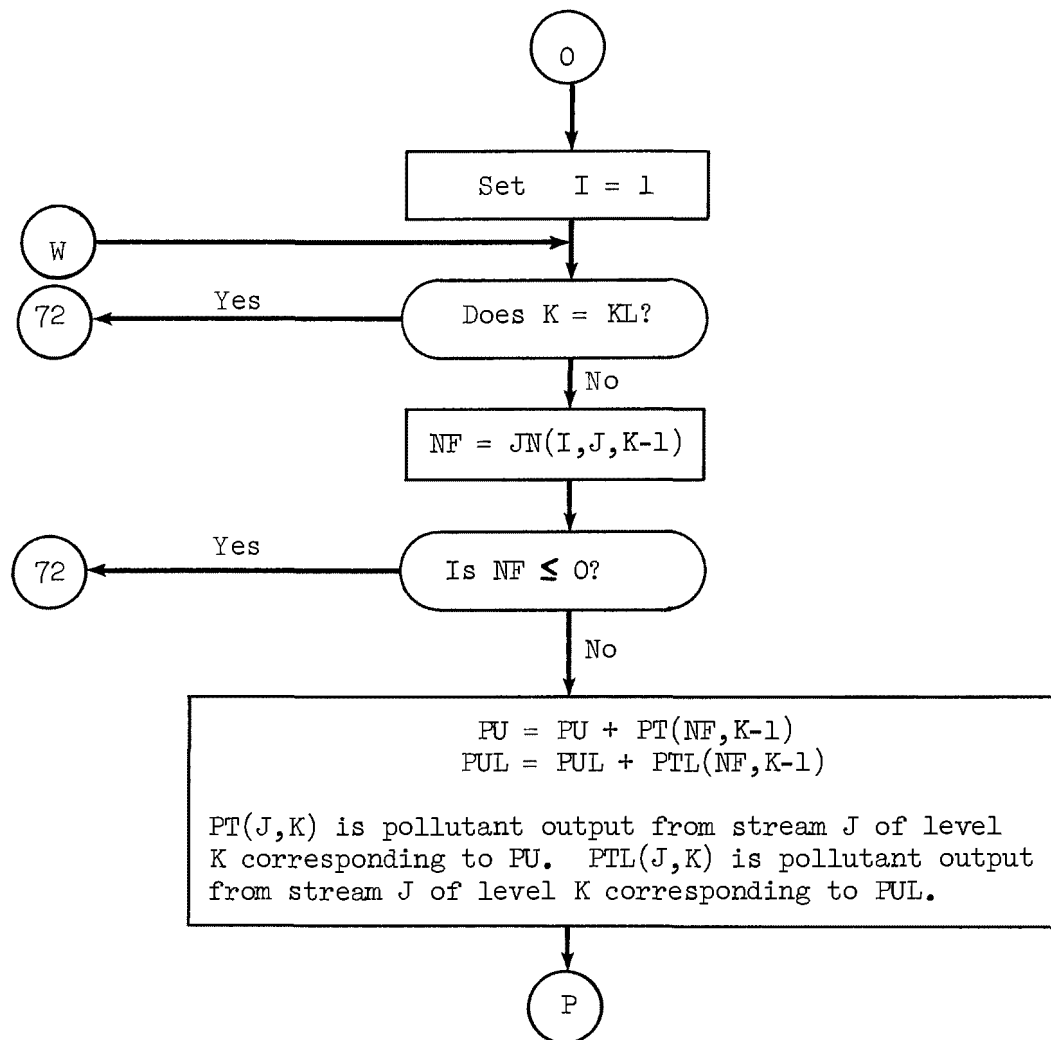 O
Set I = 1
W
72
Yes
Does K = KL?
No
NF = JN(I,J,K-1)
72
Yes
Is NF ≤ 0?
No
PU = PU + PT(NF,K-1)
PUL = PUL + PTL(NF,K-1)
PT(J,K) is pollutant output from stream J of level
K corresponding to PU. PTL(J,K) is pollutant output
from stream J of level K corresponding to PUL.
P